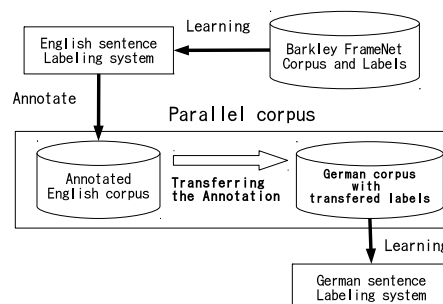 Learning
English sentence
Labeling system
Barkley FrameNet
Corpus and Labels
Annotate
Parallel corpus
Annotated
English corpus
Transferring
the Annotation
German corpus
with
transfered labels
Learning
German sentence
Labeling system